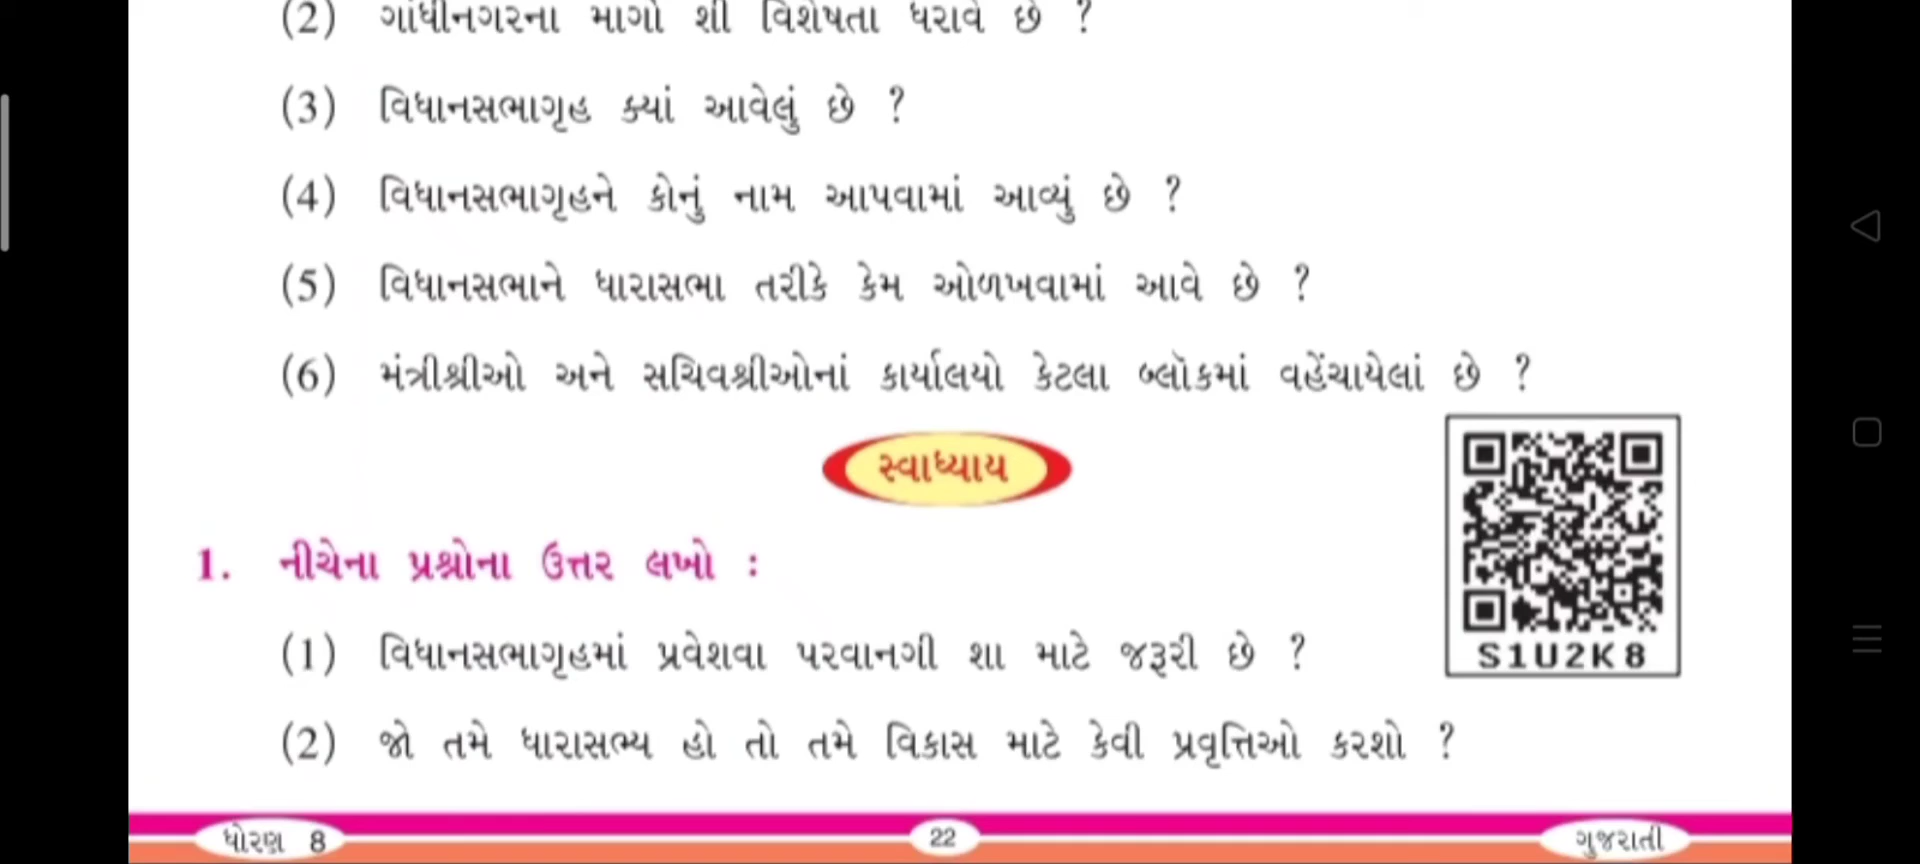 (2) ગાંધીનગરના માર્ગો શી વિશેષતા ધરાવે છે ?
(3) વિધાનસભાગૃહ ક્યાં આવેલું છે ?
(4) વિધાનસભાગૃહને કોનું નામ આપવામાં આવ્યું છે ?
(5) વિધાનસભાને ધારાસભા તરીકે કેમ ઓળખવામાં આવે છે ?
(6) મંત્રીશ્રીઓ અને સચિવશ્રીઓનાં કાર્યાલયો કેટલા બ્લૉકમાં વહેંચાયેલાં છે ?
સ્વાધ્યાય
1. નીચેના પ્રશ્નોના ઉત્તર લખો :
(1) વિધાનસભાગૃહમાં પ્રવેશવા પરવાનગી શા માટે જરૂરી છે ?
S1U2K8
(2) જો તમે ધારાસભ્ય હો તો તમે વિકાસ માટે કેવી પ્રવૃત્તિઓ કરશો ?
ધોરણ 8 22 ગુજરાતી